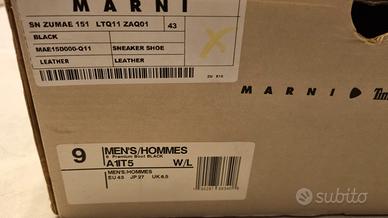 MARNI
SN ZUMAE 151 LTQ11 ZAQ01 43
BLACK
MAE15D000-Q11 SNEAKER SHOE
LEATHER LEATHER
MARNI
9 MEN'S/HOMMES
6 Premium Boot BLACK
A1IT5 W/L
MEN'S/HOMMES
EU 43 JP 27 UK 8.5
subito